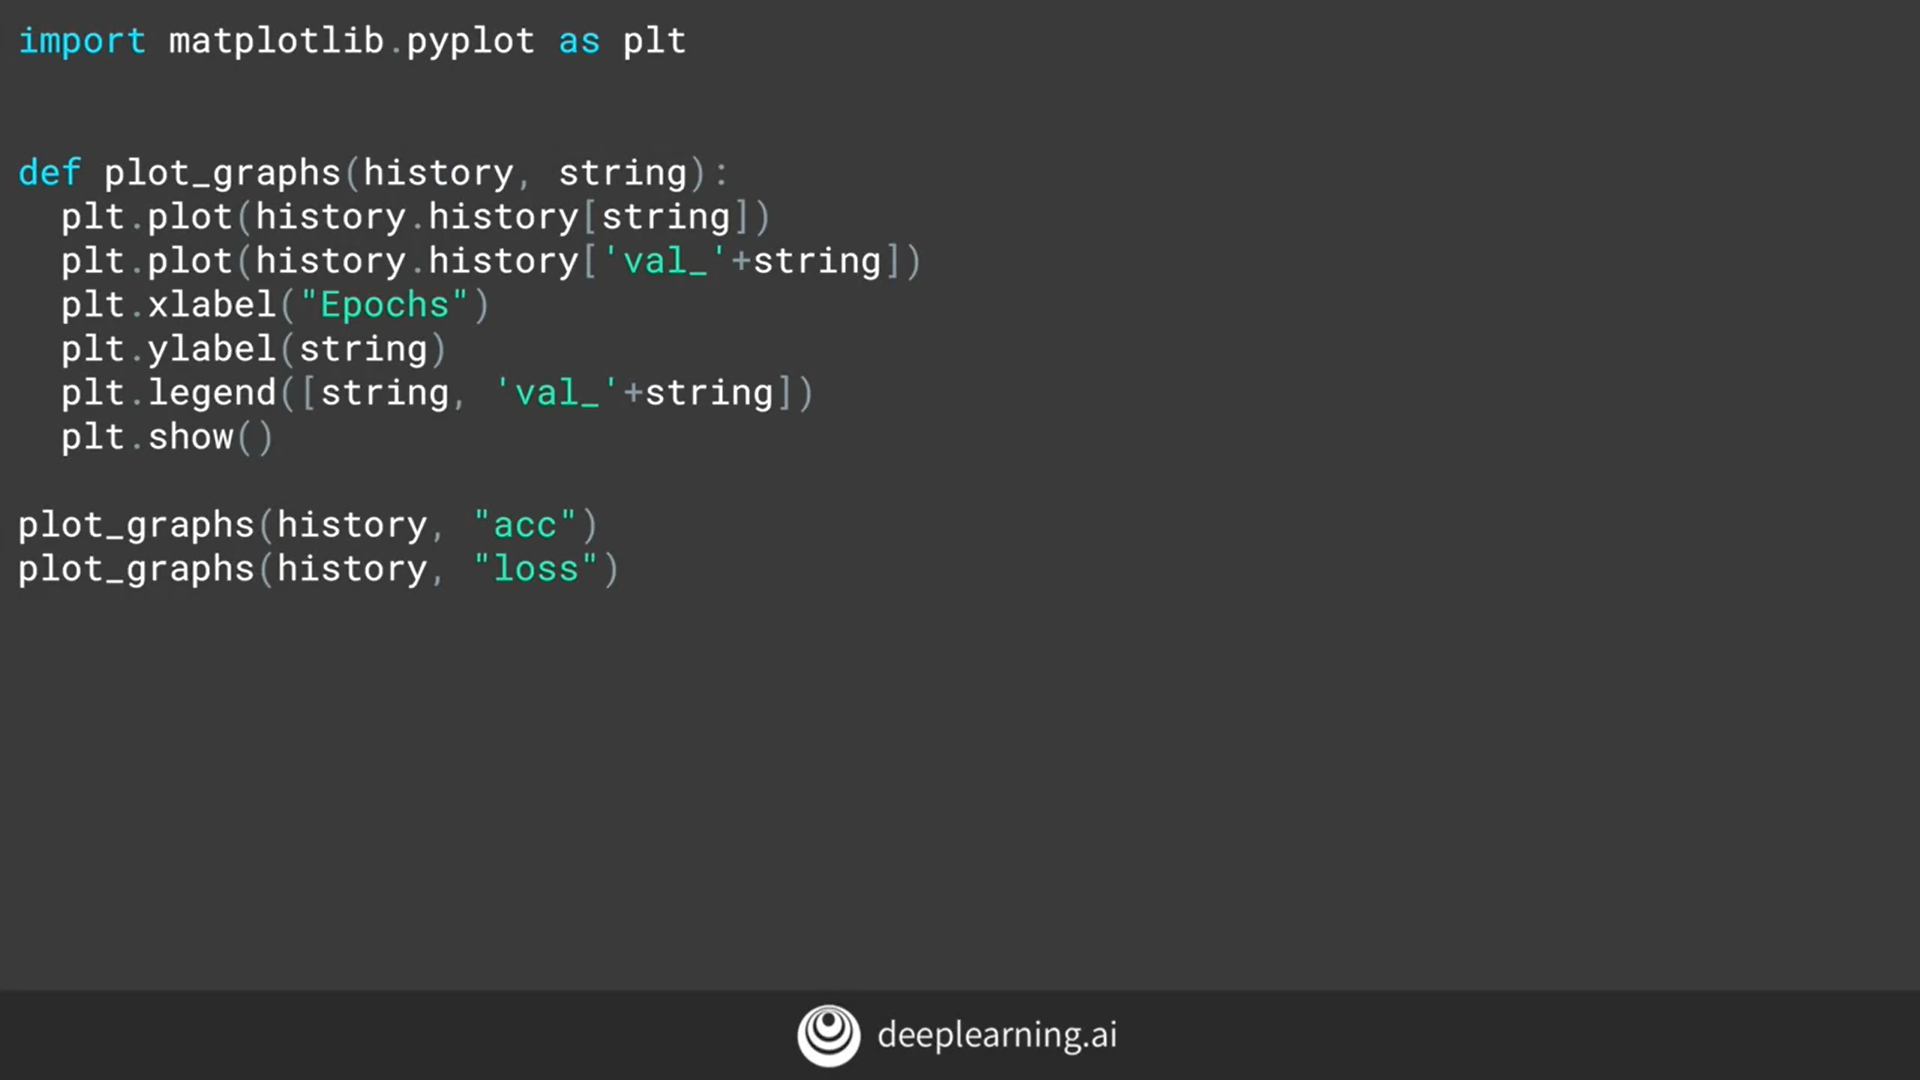 import matplotlib.pyplot as plt
def plot_graphs(history, string):
  plt.plot(history.history[string])
  plt.plot(history.history['val_'+string])
  plt.xlabel("Epochs")
  plt.ylabel(string)
  plt.legend([string, 'val_'+string])
  plt.show()
plot_graphs(history, "acc")
plot_graphs(history, "loss")
deeplearning.ai